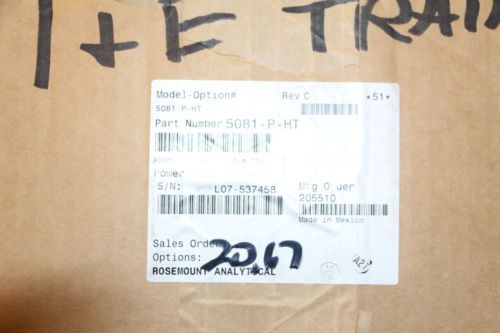 I+E TRAIN
Model-Option# Rev C *51*
5081-P-HT
Part Number 5081-P-HT
Power
S/N: L07-537458 Mfg Order
205510
Made in Mexico
Sales Order
20,67
Options:
ROSEMOUNT ANALYTICAL